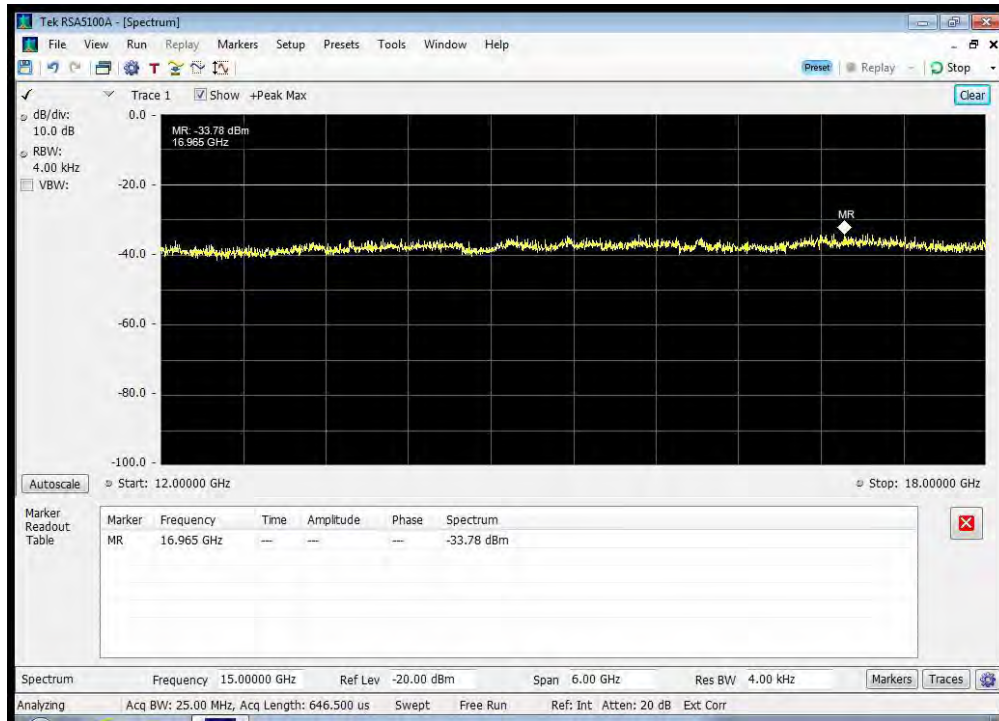 Tek RSA5100A - [Spectrum]
File View Run Replay Markers Setup Presets Tools Window Help
T
Preset Replay Stop
Trace 1 Show +Peak Max Clear
dB/div:
10.0 dB
RBW:
4.00 kHz
VBW:
0.0
MR: -33.78 dBm
16.965 GHz
-20.0
MR
-40.0
-60.0
-80.0
-100.0
Autoscale Start: 12.00000 GHz Stop: 18.00000 GHz
Marker
Readout
Table
Marker Frequency Time Amplitude Phase Spectrum
MR 16.965 GHz --- --- --- -33.78 dBm
Spectrum Frequency 15.00000 GHz Ref Lev -20.00 dBm Span 6.00 GHz Res BW 4.00 kHz Markers Traces
Analyzing Acq BW: 25.00 MHz, Acq Length: 646.500 us Swept Free Run Ref: Int Atten: 20 dB Ext Corr